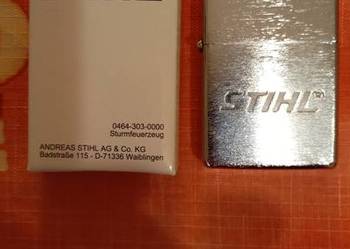 0464-303-0000
Sturmfeuerzeug
ANDREAS STIHL AG & Co. KG
Badstraße 115 - D-71336 Waiblingen
STIHL®